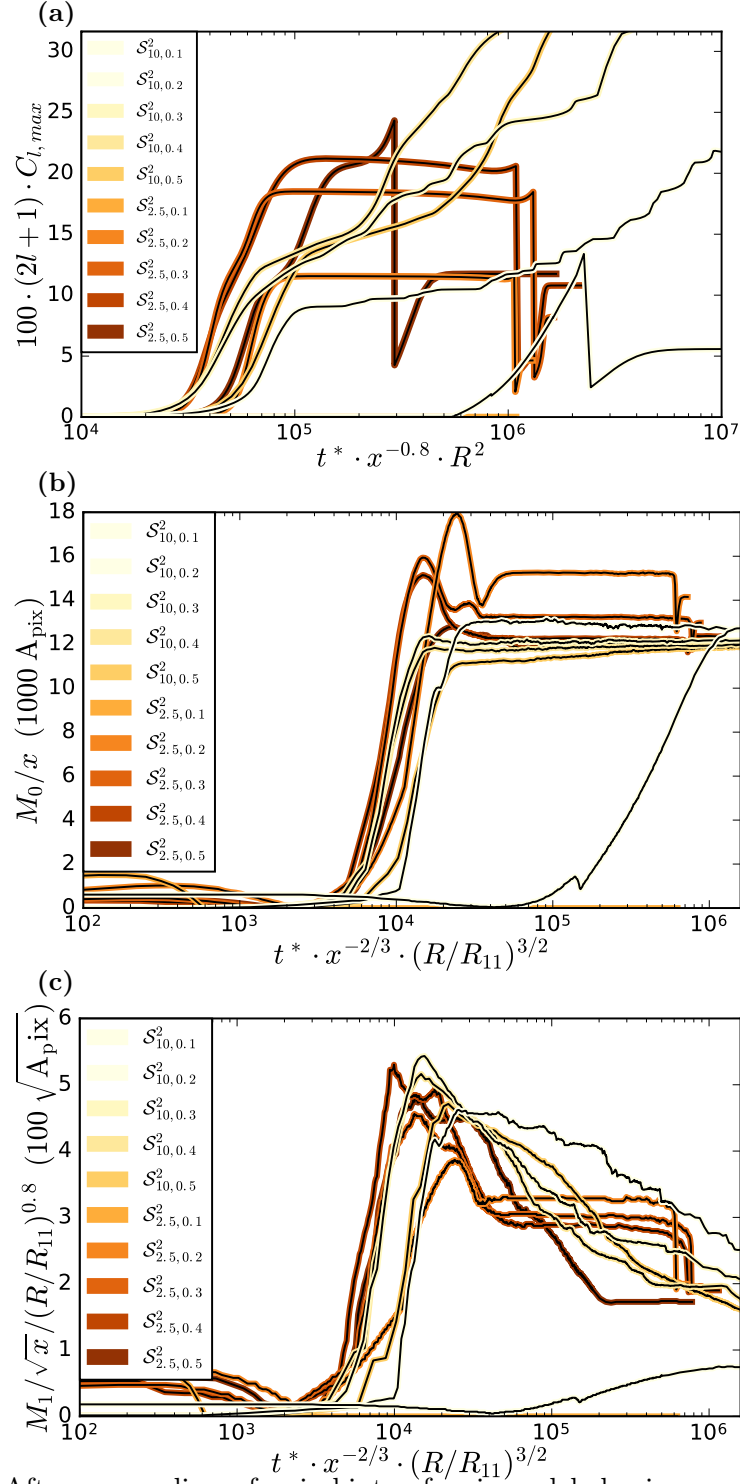 (a)
100 · (2l + 1) · C_{l, max}
30
25
20
15
10
5
0
S²_{10, 0.1}
S²_{10, 0.2}
S²_{10, 0.3}
S²_{10, 0.4}
S²_{10, 0.5}
S²_{2.5, 0.1}
S²_{2.5, 0.2}
S²_{2.5, 0.3}
S²_{2.5, 0.4}
S²_{2.5, 0.5}
10⁴ 10⁵ 10⁶ 10⁷
t* · x^{−0.8} · R²
(b)
M₀/x (1000 A_{pix})
18
16
14
12
10
8
6
4
2
0
S²_{10, 0.1}
S²_{10, 0.2}
S²_{10, 0.3}
S²_{10, 0.4}
S²_{10, 0.5}
S²_{2.5, 0.1}
S²_{2.5, 0.2}
S²_{2.5, 0.3}
S²_{2.5, 0.4}
S²_{2.5, 0.5}
10² 10³ 10⁴ 10⁵ 10⁶
t* · x^{−2/3} · (R/R₁₁)^{3/2}
(c)
M₁/√x/(R/R₁₁)^{0.8} (100 √A_pix)
6
5
4
3
2
1
0
S²_{10, 0.1}
S²_{10, 0.2}
S²_{10, 0.3}
S²_{10, 0.4}
S²_{10, 0.5}
S²_{2.5, 0.1}
S²_{2.5, 0.2}
S²_{2.5, 0.3}
S²_{2.5, 0.4}
S²_{2.5, 0.5}
10² 10³ 10⁴ 10⁵ 10⁶
t* · x^{−2/3} · (R/R₁₁)^{3/2}